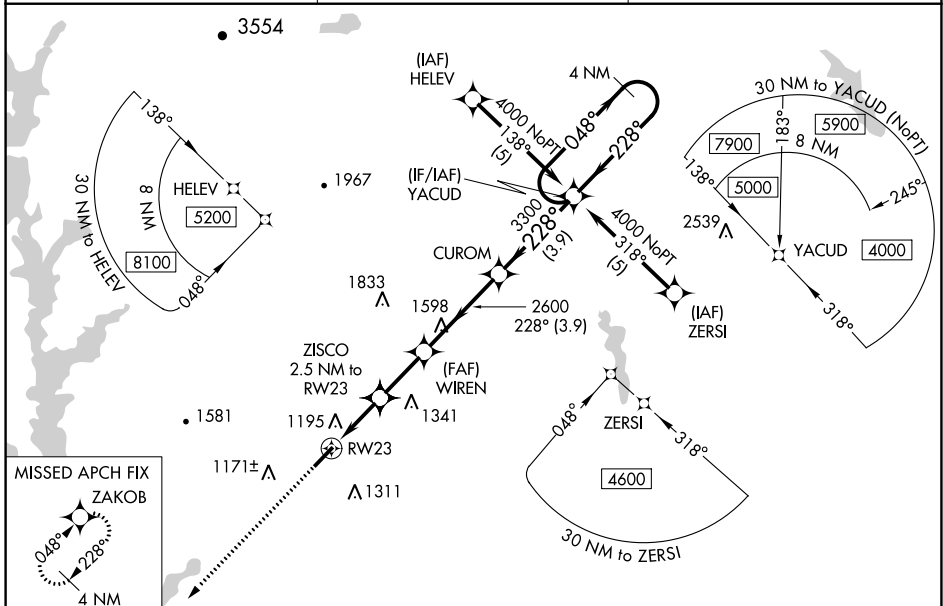 3554
(IAF)
HELEV
4 NM
4000 NoPT
138°
(5)
048°
228°
30 NM to YACUD (NoPT)
5900
183°
7900
8 NM
138°
5000
245°
2539
YACUD
4000
318°
138°
HELEV
8 NM
5200
30 NM to HELEV
8100
048°
1967
(IF/IAF)
YACUD
3300
228°
(3.9)
4000 NoPT
318°
(5)
CUROM
(IAF)
ZERSI
1833
1598
2600
228° (3.9)
ZISCO
2.5 NM to
RW23
(FAF)
WIREN
1581
1195
1341
RW23
1171±
1311
048°
ZERSI
318°
4600
30 NM to ZERSI
MISSED APCH FIX
ZAKOB
048°
228°
4 NM